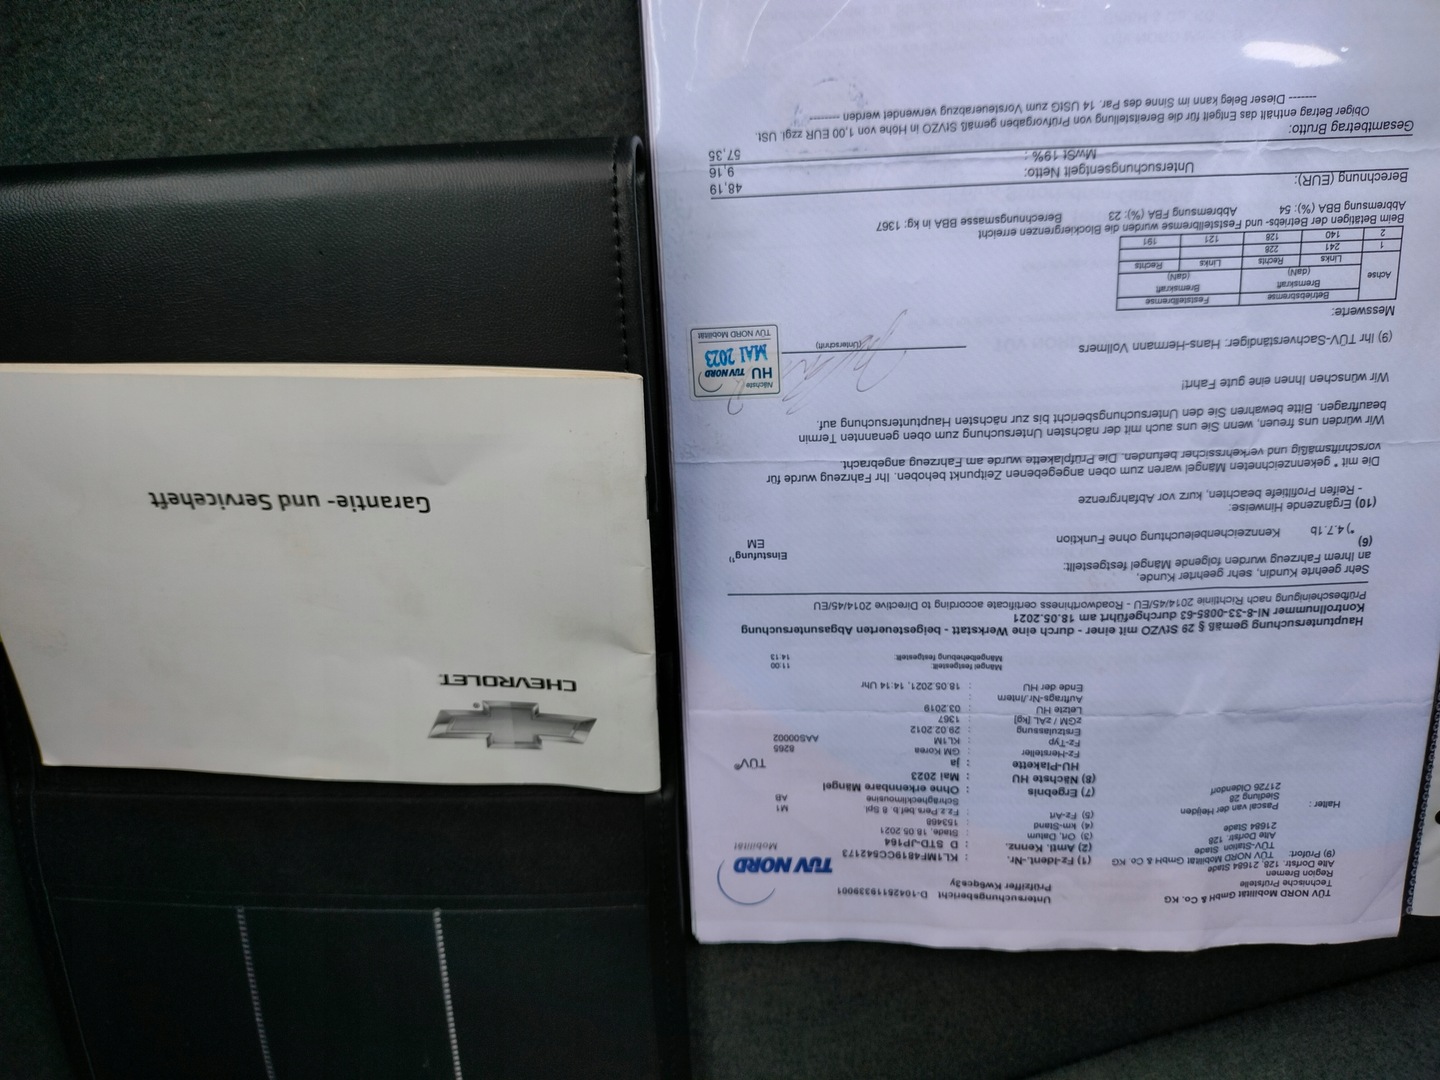 TÜV NORD Mobilität GmbH & Co. KG
Technische Prüfstelle
Region Bremen
Alte Dorfstr. 128, 21684 Stade
(9) Prüfort: TÜV NORD Mobilität GmbH & Co. KG
TÜV-Station Stade
Alte Dorfstr. 128
21684 Stade
Halter: Pascal van der Heijden
Siedlung 28
21726 Oldendorf
Untersuchungsbericht D-10425119339001
Prüfziffer Kw6qce3y
TÜV NORD
Mobilität
(1) Fz-Ident.-Nr. : KL1MF4819CC542173
(2) Amtl. Kennz. : D STD-JP164
(3) Ort, Datum : Stade, 18.05.2021
(4) km-Stand : 153468
(5) Fz-Art : Fz.z.Pers.bef.b. 8 Spl M1
Schräghecklimousine AB
(7) Ergebnis : Ohne erkennbare Mängel
(8) Nächste HU : Mai 2023
HU-Plakette : ja TÜV®
Fz-Hersteller : GM Korea 8265
Fz-Typ : KL1M AAS00002
Erstzulassung : 29.02.2012
zGM / zAL [kg] : 1367
Letzte HU : 03.2019
Auftrags-Nr./intern :
Ende der HU : 18.05.2021, 14:14 Uhr
Mängel festgestellt: 11:00
Mängelbehebung festgestellt: 14:13
Hauptuntersuchung gemäß § 29 StVZO mit einer - durch eine Werkstatt - beigesteuerten Abgasuntersuchung
Kontrollnummer NI-8-33-0085-63 durchgeführt am 18.05.2021
Prüfbescheinigung nach Richtlinie 2014/45/EU - Roadworthiness certificate according to Directive 2014/45/EU
Sehr geehrte Kundin, sehr geehrter Kunde,
an Ihrem Fahrzeug wurden folgende Mängel festgestellt:
(6) Einstufung¹)
*) 4.7.1b Kennzeichenbeleuchtung ohne Funktion EM
(10) Ergänzende Hinweise:
- Reifen Profiltiefe beachten, kurz vor Abfahrgrenze
Die mit * gekennzeichneten Mängel waren zum oben angegebenen Zeitpunkt behoben. Ihr Fahrzeug wurde für
vorschriftsmäßig und verkehrssicher befunden. Die Prüfplakette wurde am Fahrzeug angebracht.
Wir würden uns freuen, wenn Sie uns auch mit der nächsten Untersuchung zum oben genannten Termin
beauftragen. Bitte bewahren Sie den Untersuchungsbericht bis zur nächsten Hauptuntersuchung auf.
Wir wünschen Ihnen eine gute Fahrt!
(9) Ihr TÜV-Sachverständiger: Hans-Hermann Vollmers
(Unterschrift)
Nächste
HU TÜV NORD
MAI 2023
TÜV NORD Mobilität
Messwerte:
Achse Betriebsbremse Feststellbremse
Bremskraft Bremskraft
(daN) (daN)
Links Rechts Links Rechts
1 241 228
2 140 128 121 191
Beim Betätigen der Betriebs- und Feststellbremse wurden die Blockiergrenzen erreicht
Abbremsung BBA (%): 54 Abbremsung FBA (%): 23 Berechnungsmasse BBA in kg: 1367
Berechnung (EUR):
Untersuchungsentgelt Netto: 48,19
MwSt 19% : 9,16
Gesamtbetrag Brutto: 57,35
Obiger Betrag enthält das Entgelt für die Bereitstellung von Prüfvorgaben gemäß StVZO in Höhe von 1,00 EUR zzgl. USt.
------- Dieser Beleg kann im Sinne des Par. 14 UStG zum Vorsteuerabzug verwendet werden -------
CHEVROLET
Garantie- und Serviceheft